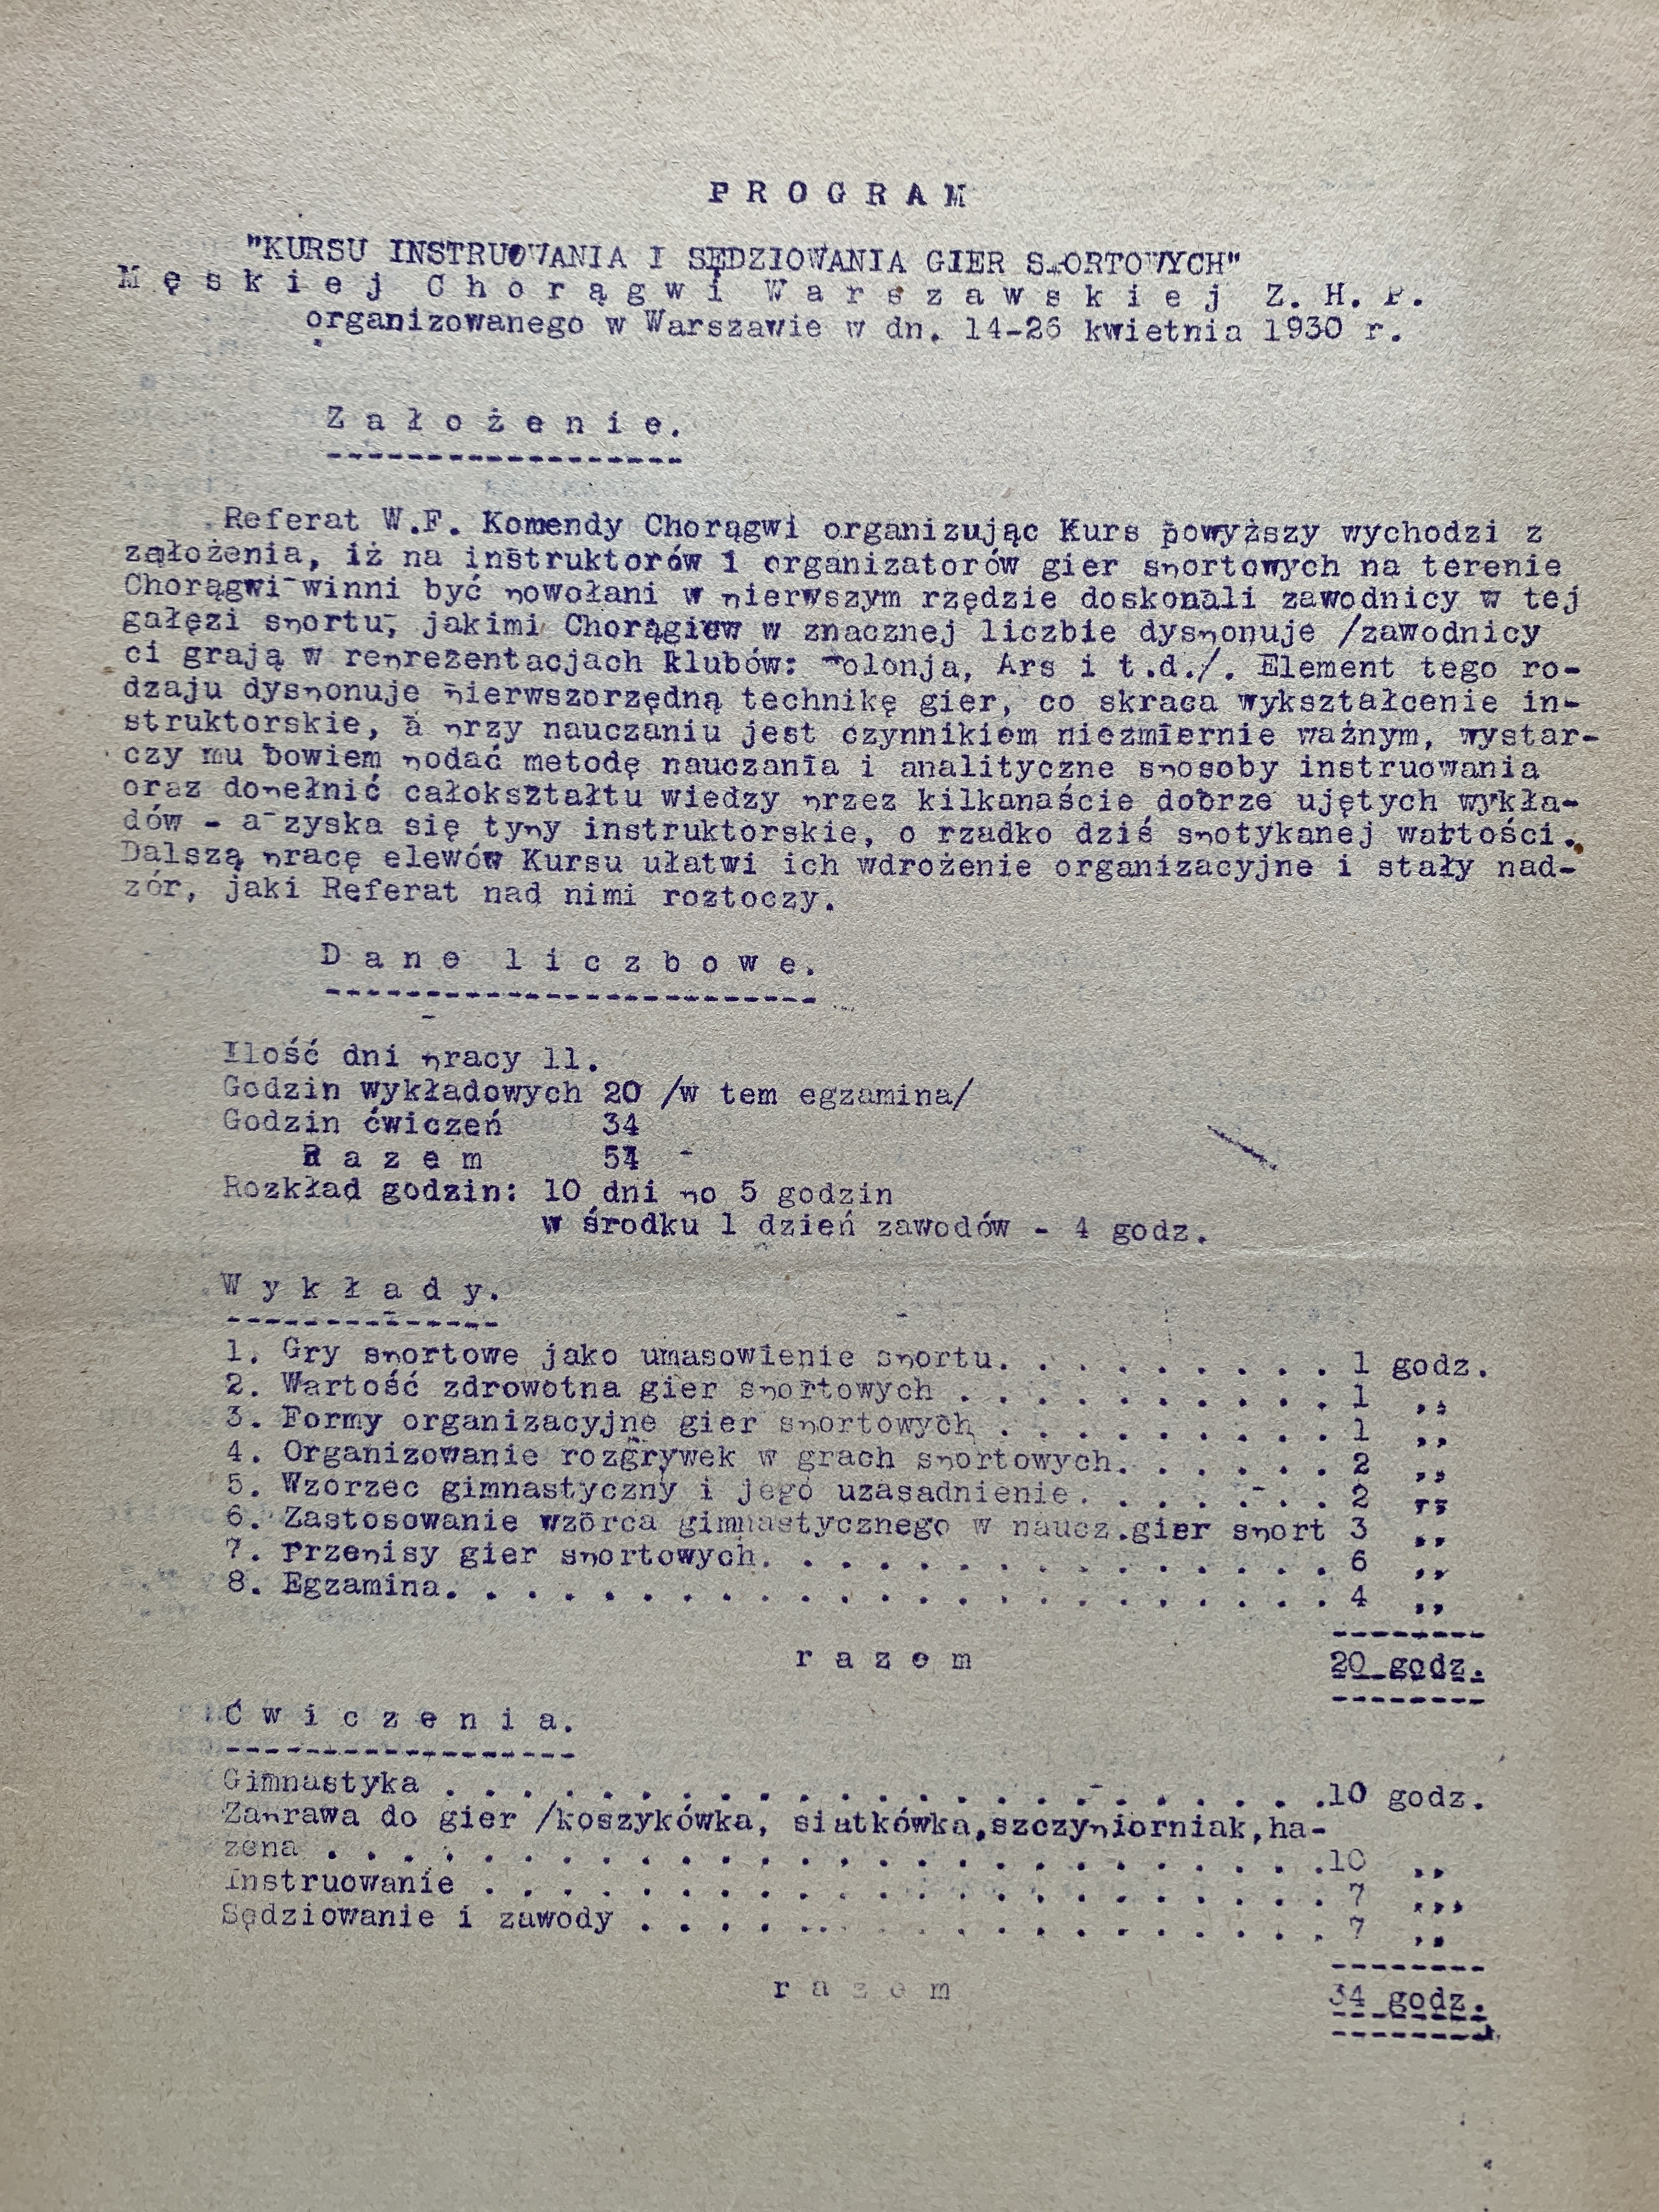 P R O G R A M
"KURSU INSTRUOWANIA I SĘDZIOWANIA GIER SPORTOWYCH"
M ę s k i e j C h o r ą g w i W a r s z a w s k i e j Z. H. P.
organizowanego w Warszawie w dn. 14-26 kwietnia 1930 r.
Z a ł o ż e n i e.
------------------
Referat W.F. Komendy Chorągwi organizując Kurs powyższy wychodzi z
założenia, iż na instruktorów i organizatorów gier sportowych na terenie
Chorągwi winni być powołani w pierwszym rzędzie doskonali zawodnicy w tej
gałęzi sportu, jakimi Chorągiew w znacznej liczbie dysponuje /zawodnicy
ci grają w reprezentacjach klubów: Polonja, Ars i t.d./. Element tego ro-
dzaju dysponuje pierwszorzędną technikę gier, co skraca wykształcenie in-
struktorskie, a przy nauczaniu jest czynnikiem niezmiernie ważnym, wystar-
czy mu bowiem podać metodę nauczania i analityczne sposoby instruowania
oraz dopełnić całokształtu wiedzy przez kilkanaście dobrze ujętych wykła-
dów - a zyska się typy instruktorskie, o rzadko dziś spotykanej wartości.
Dalszą pracę elewów Kursu ułatwi ich wdrożenie organizacyjne i stały nad-
zór, jaki Referat nad nimi roztoczy.
D a n e l i c z b o w e.
-------------------------
Ilość dni pracy 11.
Godzin wykładowych 20 /w tem egzamina/
Godzin ćwiczeń 34
R a z e m 54
Rozkład godzin: 10 dni po 5 godzin
w środku 1 dzień zawodów - 4 godz.
W y k ł a d y.
--------------
1. Gry sportowe jako umasowienie sportu. . . . . . . . . 1 godz.
2. Wartość zdrowotna gier sportowych . . . . . . . . . . 1 ,,
3. Formy organizacyjne gier sportowych . . . . . . . . . 1 ,,
4. Organizowanie rozgrywek w grach sportowych. . . . . . 2 ,,
5. Wzorzec gimnastyczny i jego uzasadnienie. . . . . . . 2 ,,
6. Zastosowanie wzorca gimnastycznego w naucz.gier sport 3 ,,
7. Przepisy gier sportowych. . . . . . . . . . . . . . . 6 ,,
8. Egzamina. . . . . . . . . . . . . . . . . . . . . . . 4 ,,
--------
r a z e m 20 godz.
--------
Ć w i c z e n i a.
------------------
Gimnastyka . . . . . . . . . . . . . . . . . . . . . . .10 godz.
Zaprawa do gier /koszykówka, siatkówka,szczypiorniak,ha-
zena . . . . . . . . . . . . . . . . . . . . . . . . . .10 ,,
Instruowanie . . . . . . . . . . . . . . . . . . . . . . 7 ,,,
Sędziowanie i zawody . . . . . . . . . . . . . . . . . . 7 ,,
--------
r a z e m 34 godz.
--------